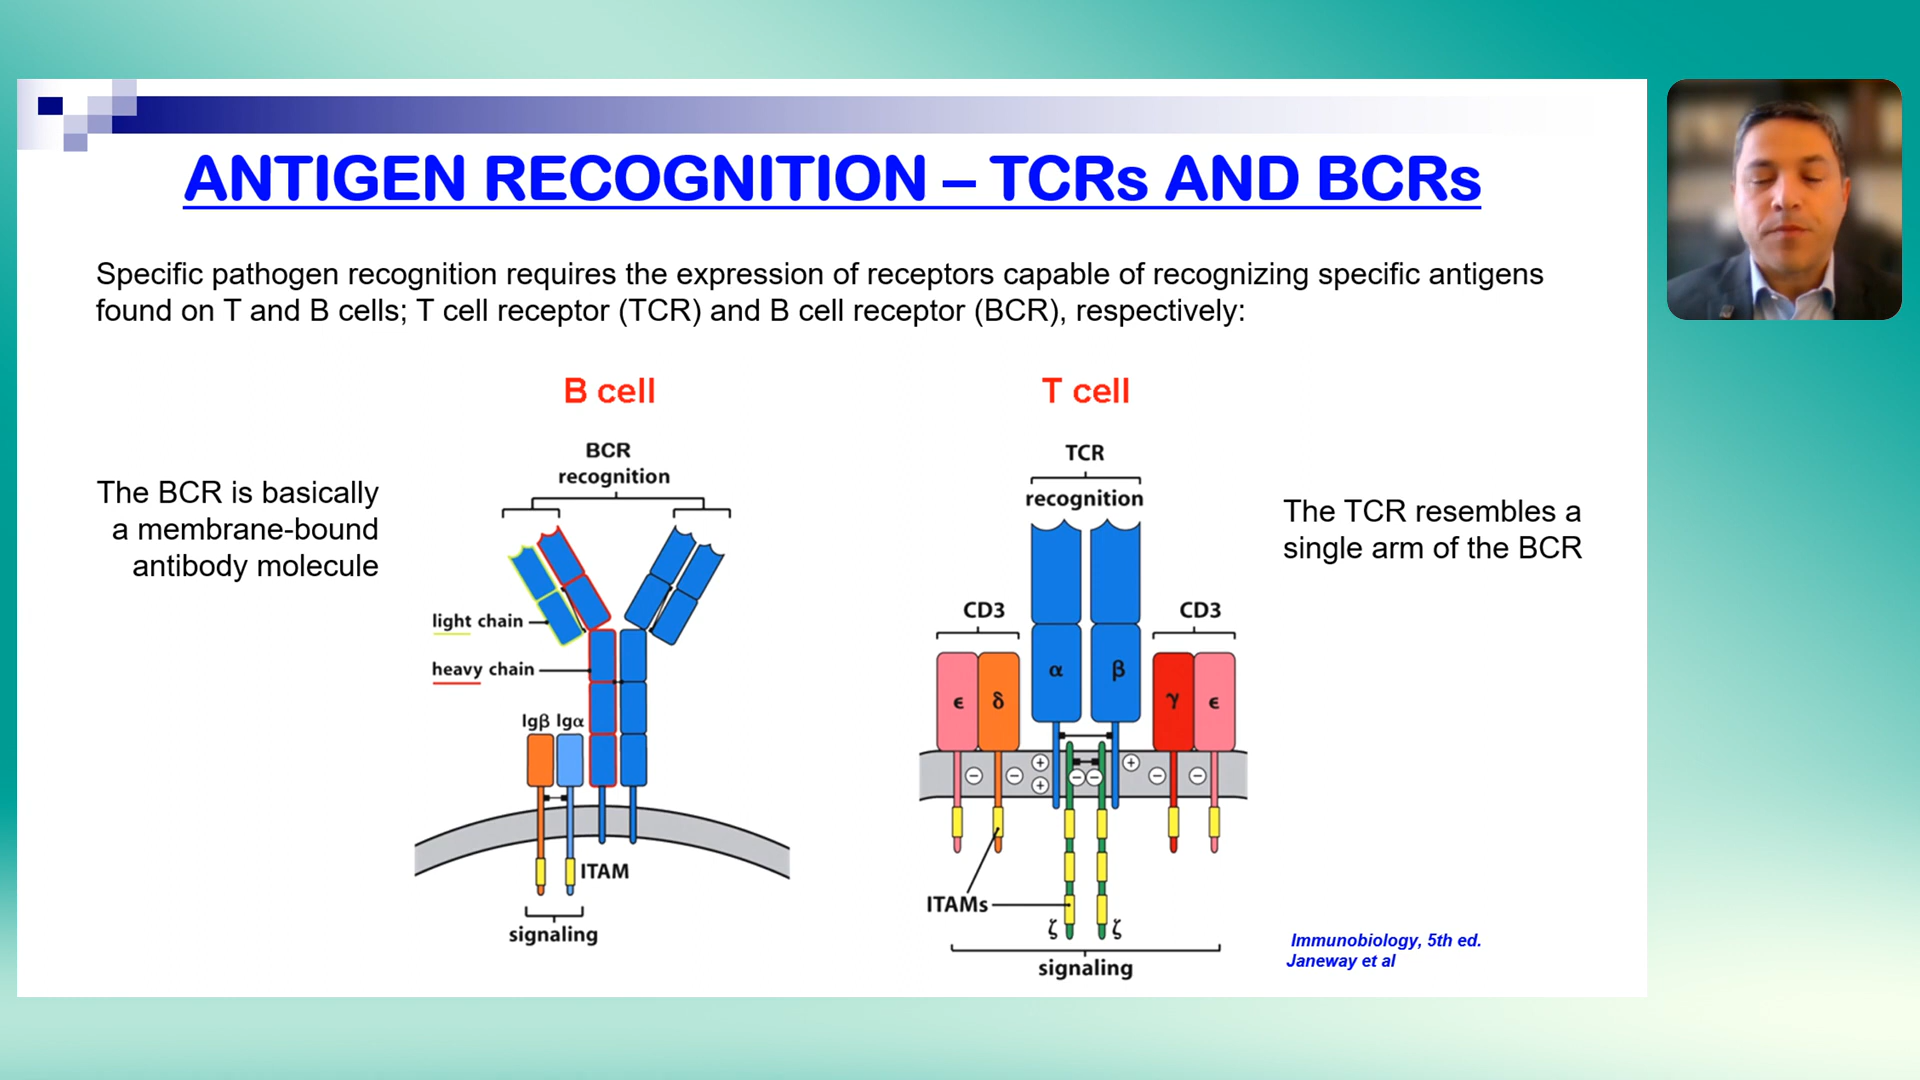 ANTIGEN RECOGNITION – TCRs AND BCRs
Specific pathogen recognition requires the expression of receptors capable of recognizing specific antigens
found on T and B cells; T cell receptor (TCR) and B cell receptor (BCR), respectively:
B cell
The BCR is basically
a membrane-bound
antibody molecule
BCR
recognition
light chain
heavy chain
Igβ Igα
ITAM
signaling
T cell
TCR
recognition
CD3
CD3
ϵ
δ
α
β
γ
ϵ
+
+
+
−
−
−
−
−
−
ITAMs
ζ
ζ
signaling
The TCR resembles a
single arm of the BCR
Immunobiology, 5th ed.
Janeway et al